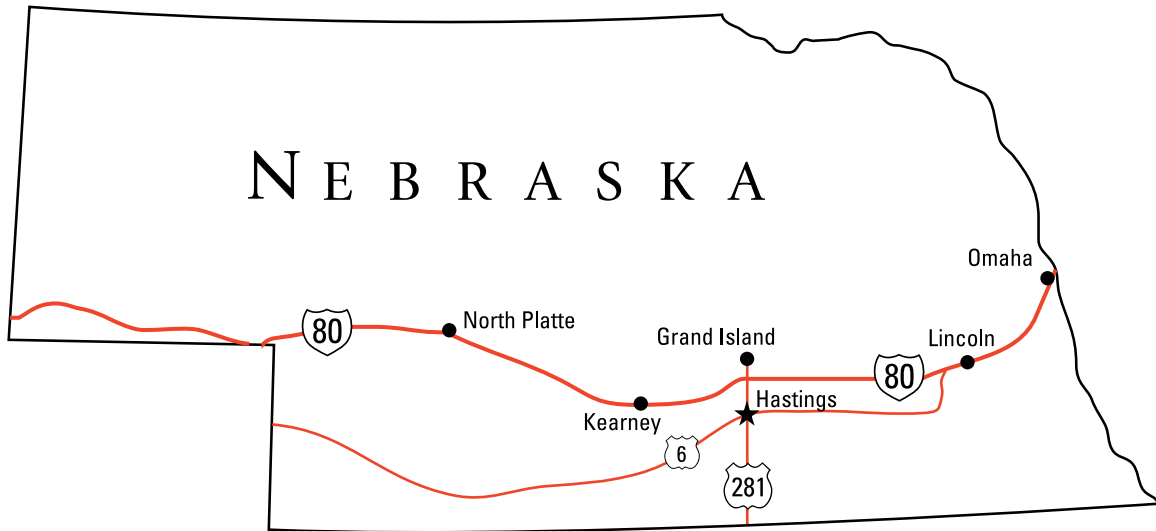 NEBRASKA
Omaha
80
North Platte
Grand Island
Lincoln
80
Hastings
Kearney
6
281